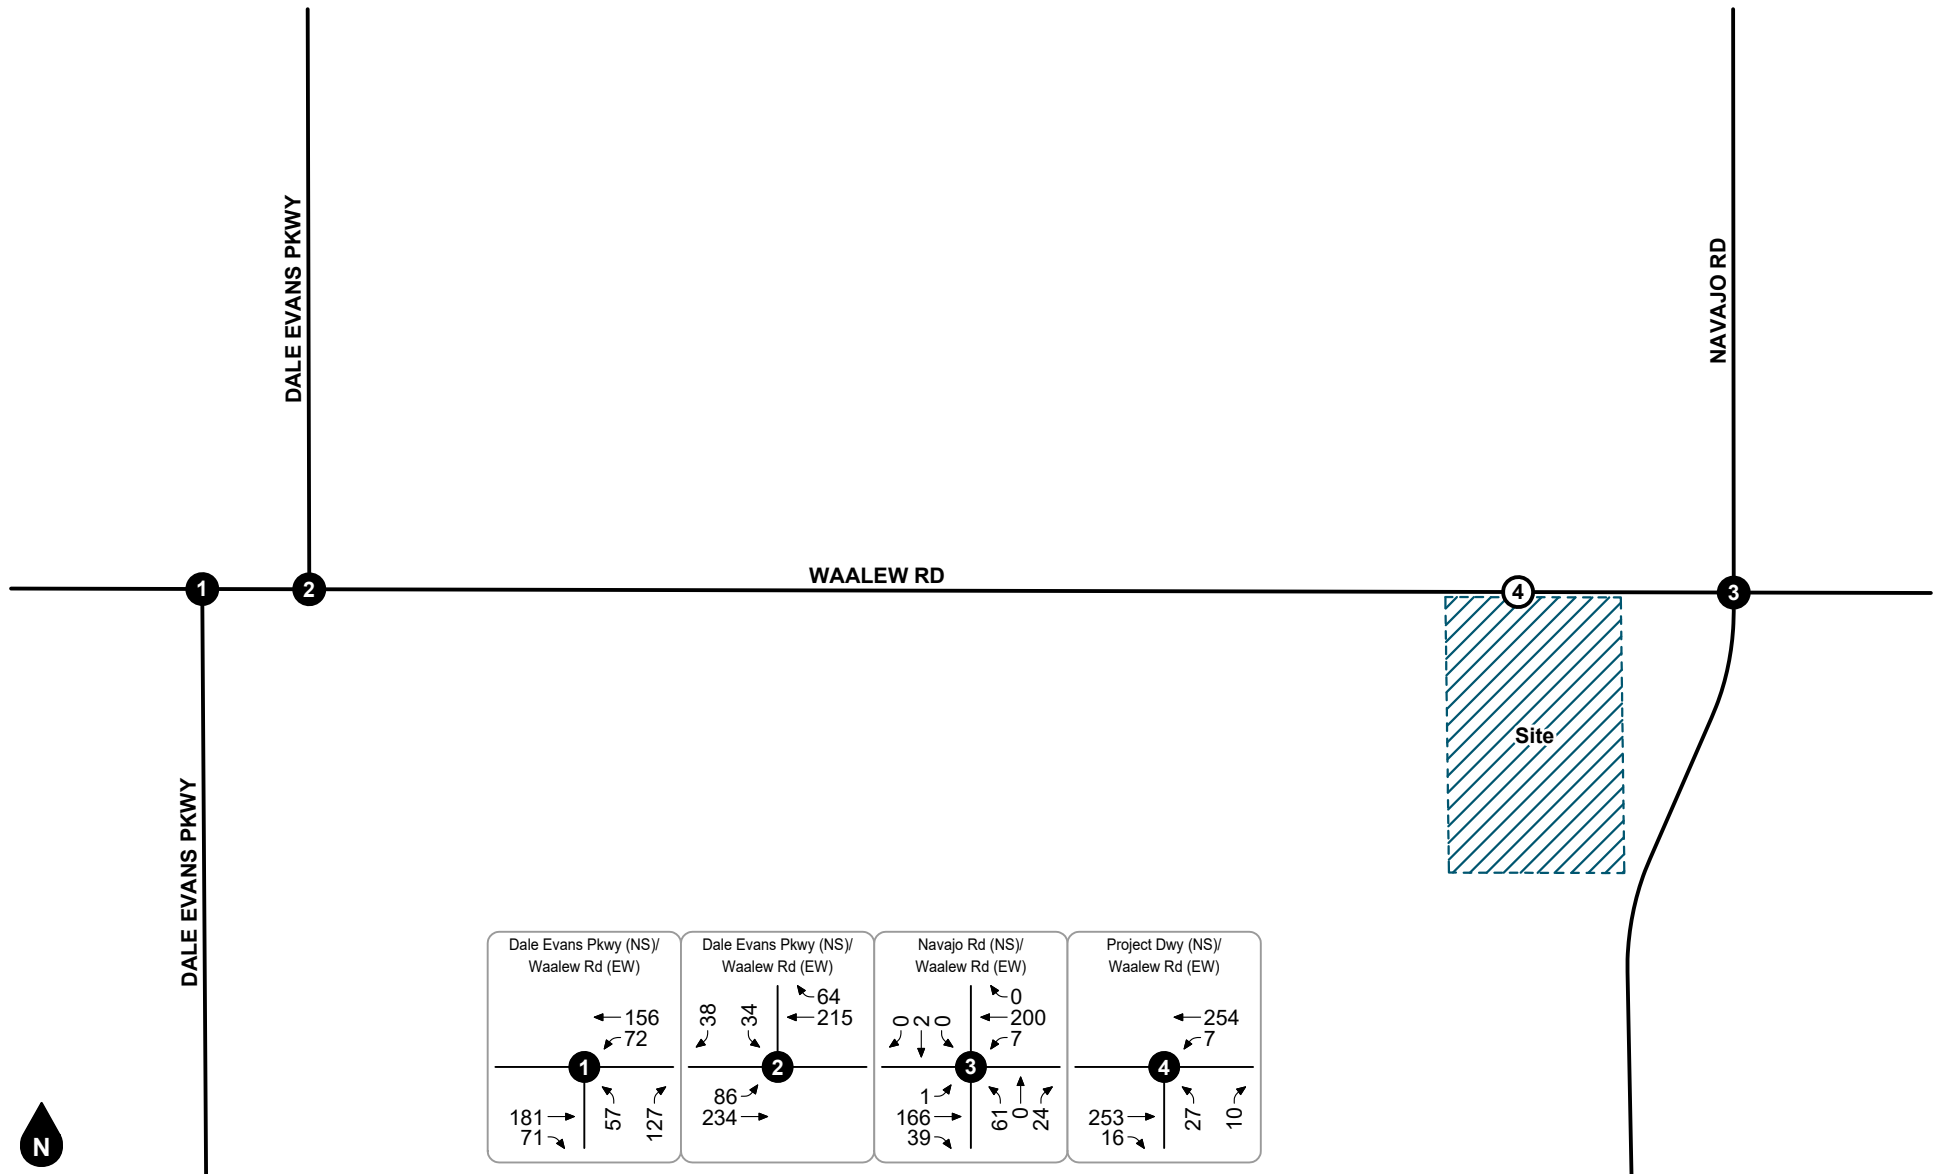 DALE EVANS PKWY
NAVAJO RD
WAALEW RD
1
2
4
3
Site
DALE EVANS PKWY
N
Dale Evans Pkwy (NS)/
Waalew Rd (EW)
156
72
1
181
71
57
127
Dale Evans Pkwy (NS)/
Waalew Rd (EW)
38
34
64
215
2
86
234
Navajo Rd (NS)/
Waalew Rd (EW)
0
2
0
0
200
7
3
1
166
39
61
0
24
Project Dwy (NS)/
Waalew Rd (EW)
254
7
4
253
16
27
10